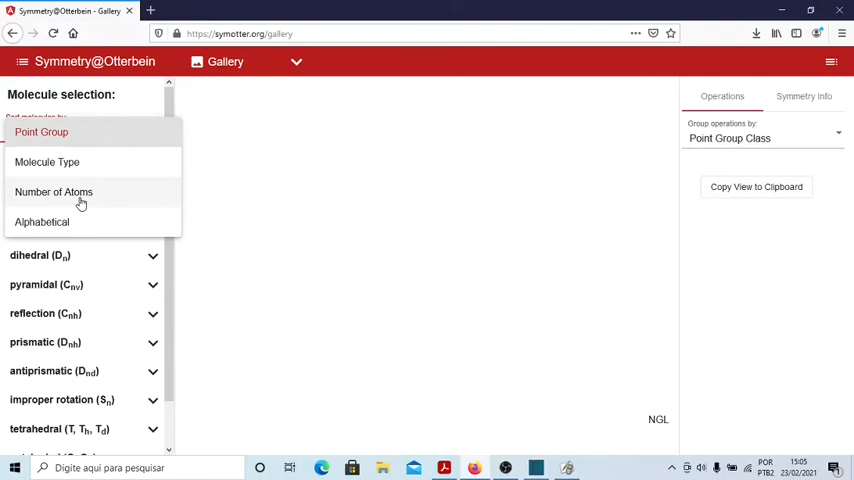 Symmetry@Otterbein - Gallery
https://symotter.org/gallery
Symmetry@Otterbein
Gallery
Molecule selection:
Sort molecules by:
Point Group
Molecule Type
Number of Atoms
Alphabetical
dihedral (Dn)
pyramidal (Cnv)
reflection (Cnh)
prismatic (Dnh)
antiprismatic (Dnd)
improper rotation (Sn)
tetrahedral (T, Th, Td)
Operations
Symmetry Info
Group operations by:
Point Group Class
Copy View to Clipboard
NGL
Digite aqui para pesquisar
POR
PTB2
15:05
23/02/2021